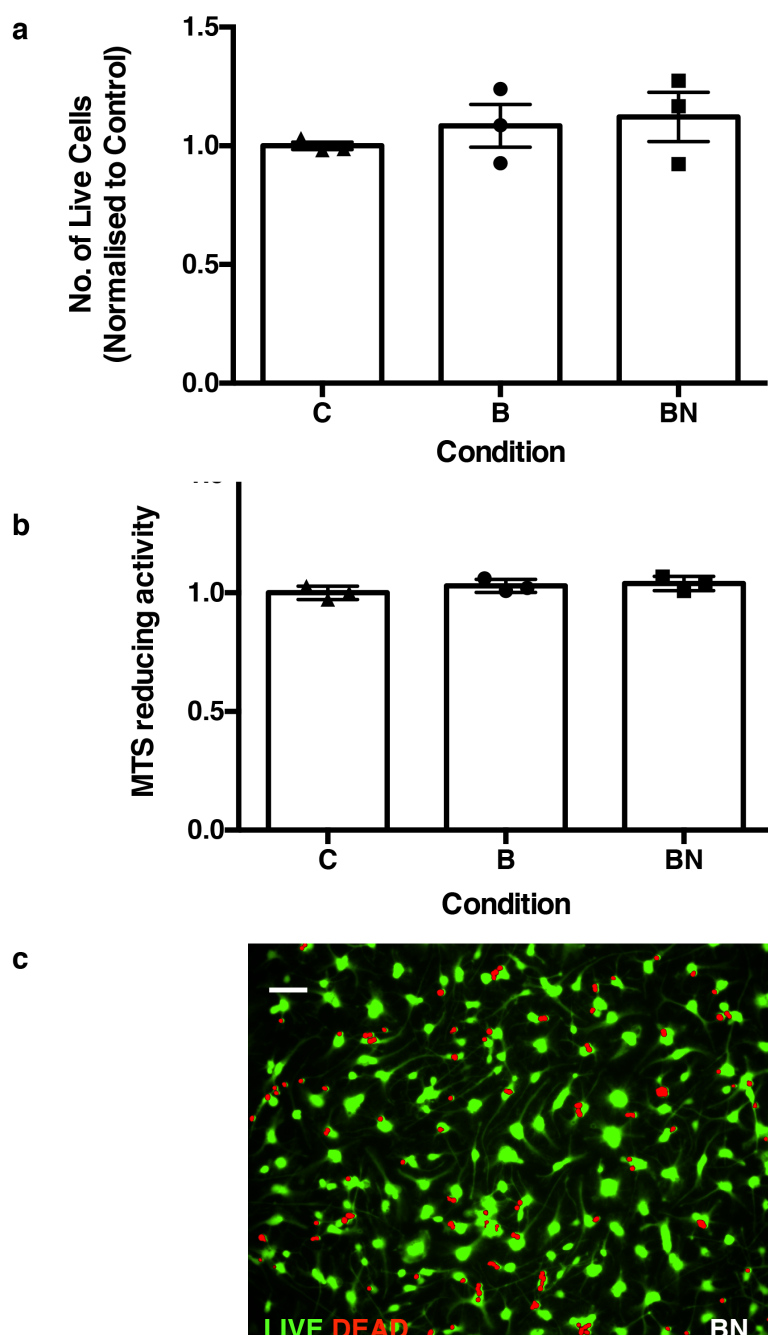 a
No. of Live Cells
(Normalised to Control)
1.5
1.0
0.5
0.0
C B BN
Condition
b
MTS reducing activity
1.0
0.5
0.0
C B BN
Condition
c
LIVE DEAD BN